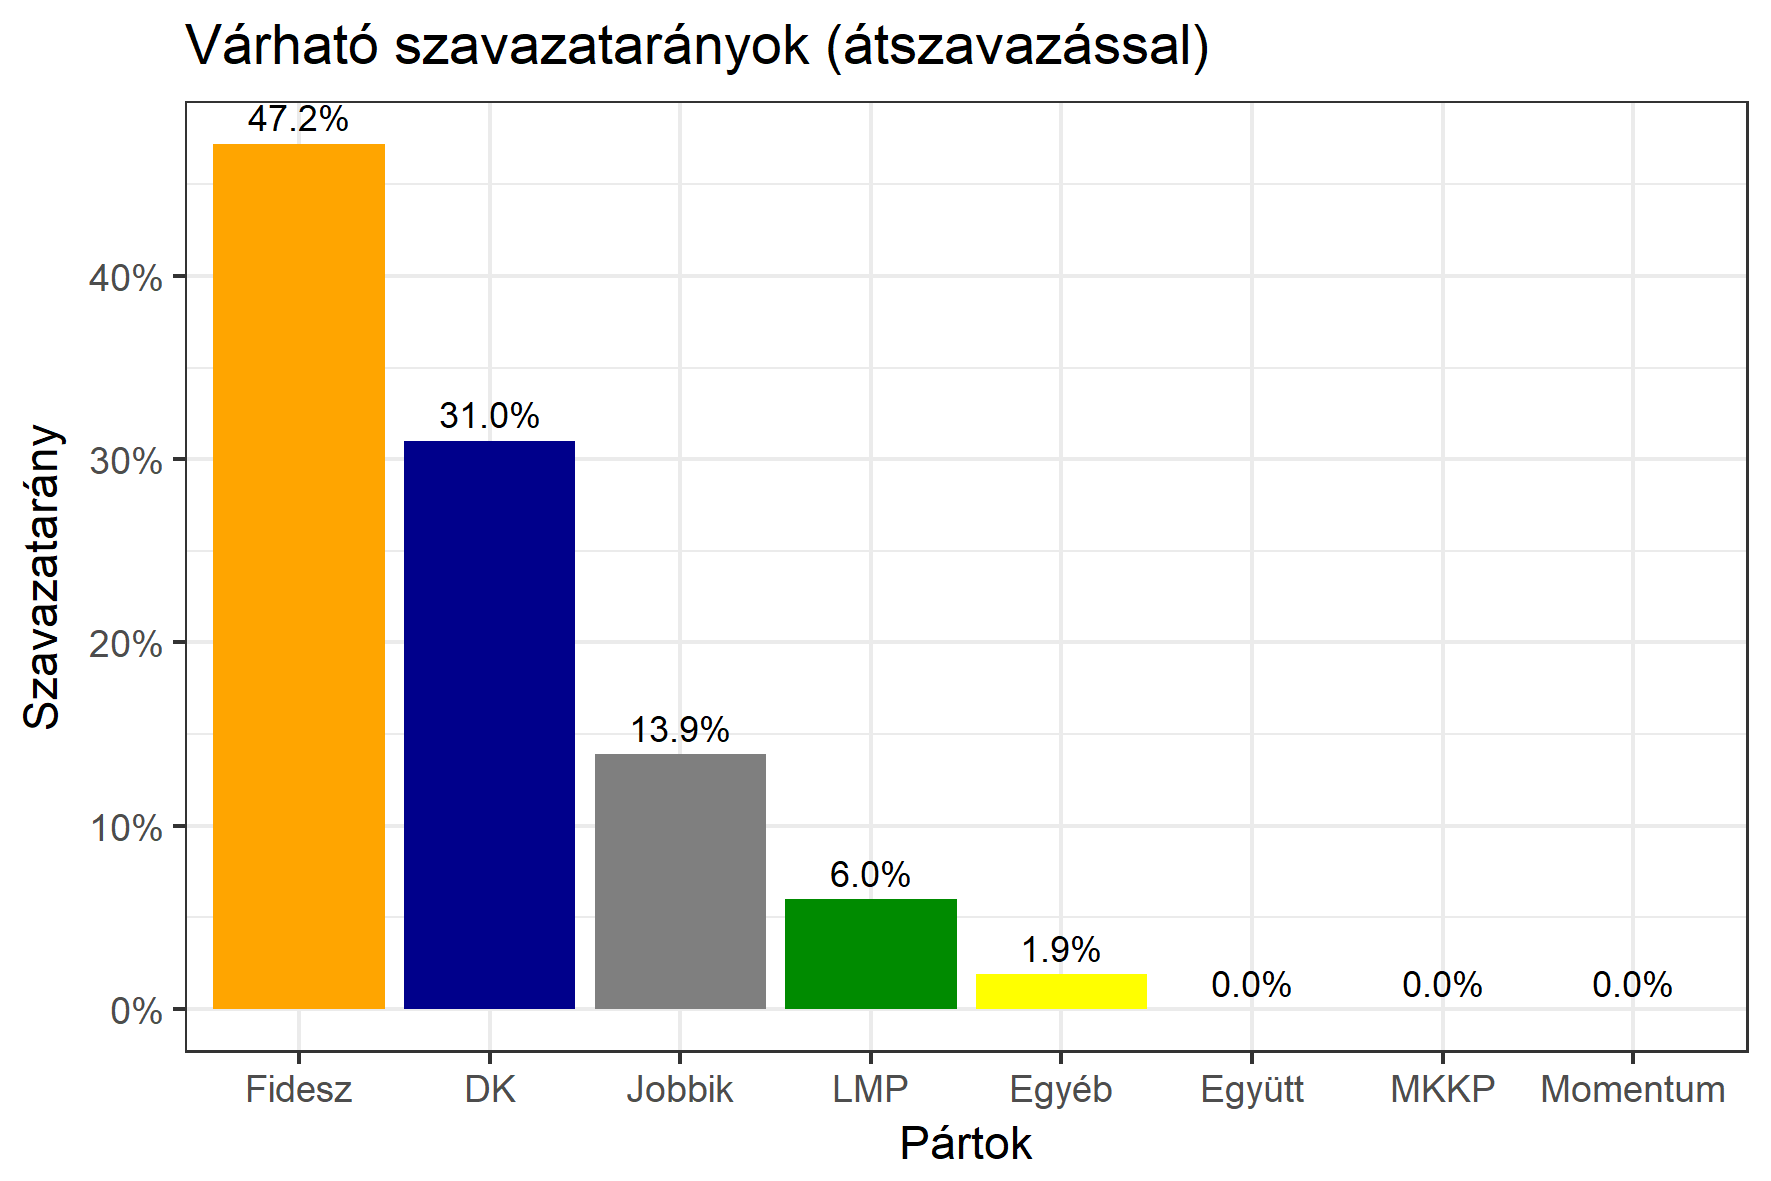 Várható szavazatarányok (átszavazással)
47.2%
31.0%
13.9%
6.0%
1.9%
0.0%
0.0%
0.0%
40%
30%
20%
10%
0%
Szavazatarány
Fidesz
DK
Jobbik
LMP
Egyéb
Együtt
MKKP
Momentum
Pártok